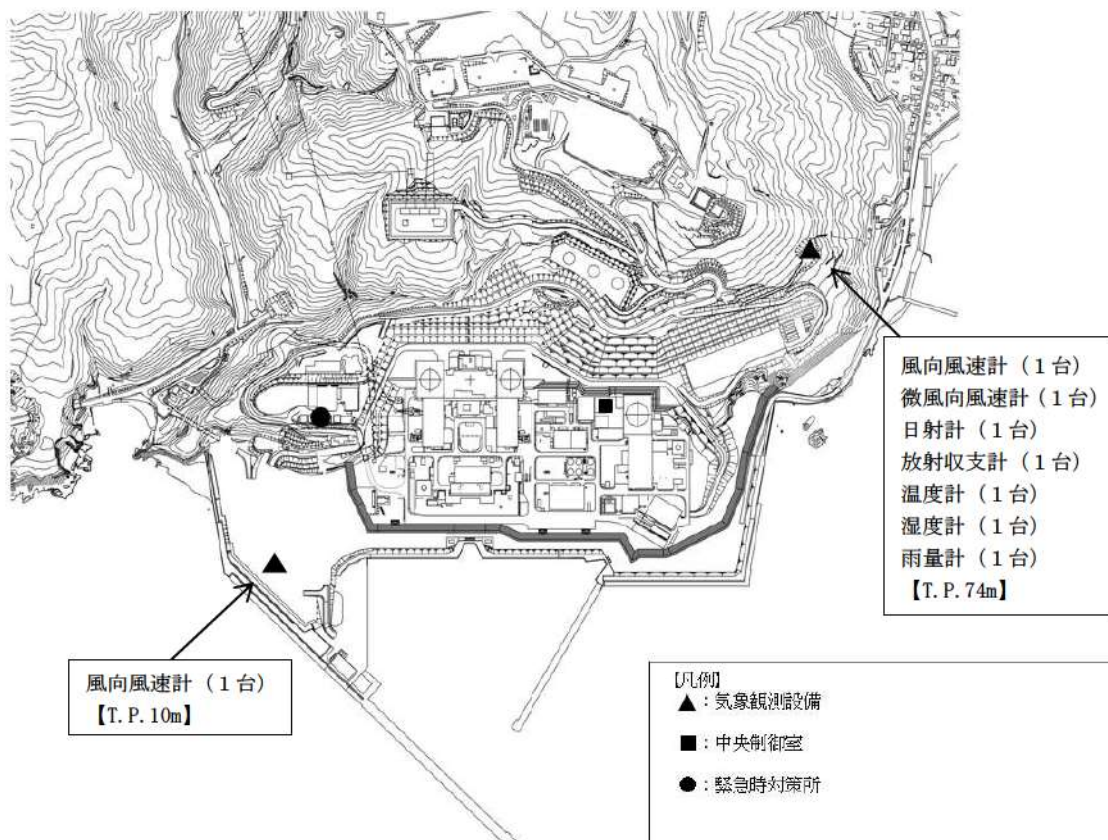 風向風速計（１台）
微風向風速計（１台）
日射計（１台）
放射収支計（１台）
温度計（１台）
湿度計（１台）
雨量計（１台）
【T.P.74m】
風向風速計（１台）
【T.P.10m】
【凡例】
▲：気象観測設備
■：中央制御室
●：緊急時対策所